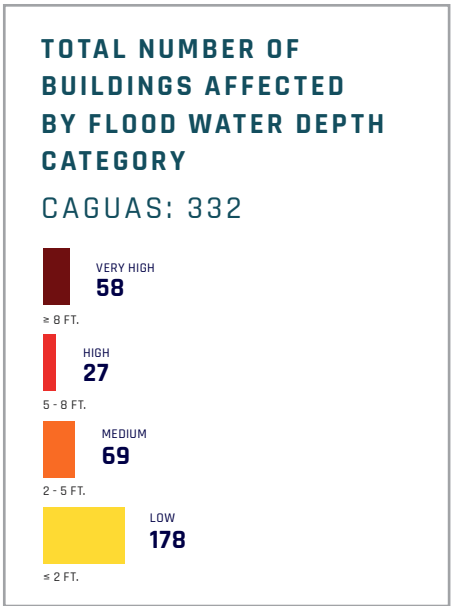 TOTAL NUMBER OF
BUILDINGS AFFECTED
BY FLOOD WATER DEPTH
CATEGORY
CAGUAS: 332
VERY HIGH
58
≥ 8 FT.
HIGH
27
5 - 8 FT.
MEDIUM
69
2 - 5 FT.
LOW
178
≤ 2 FT.